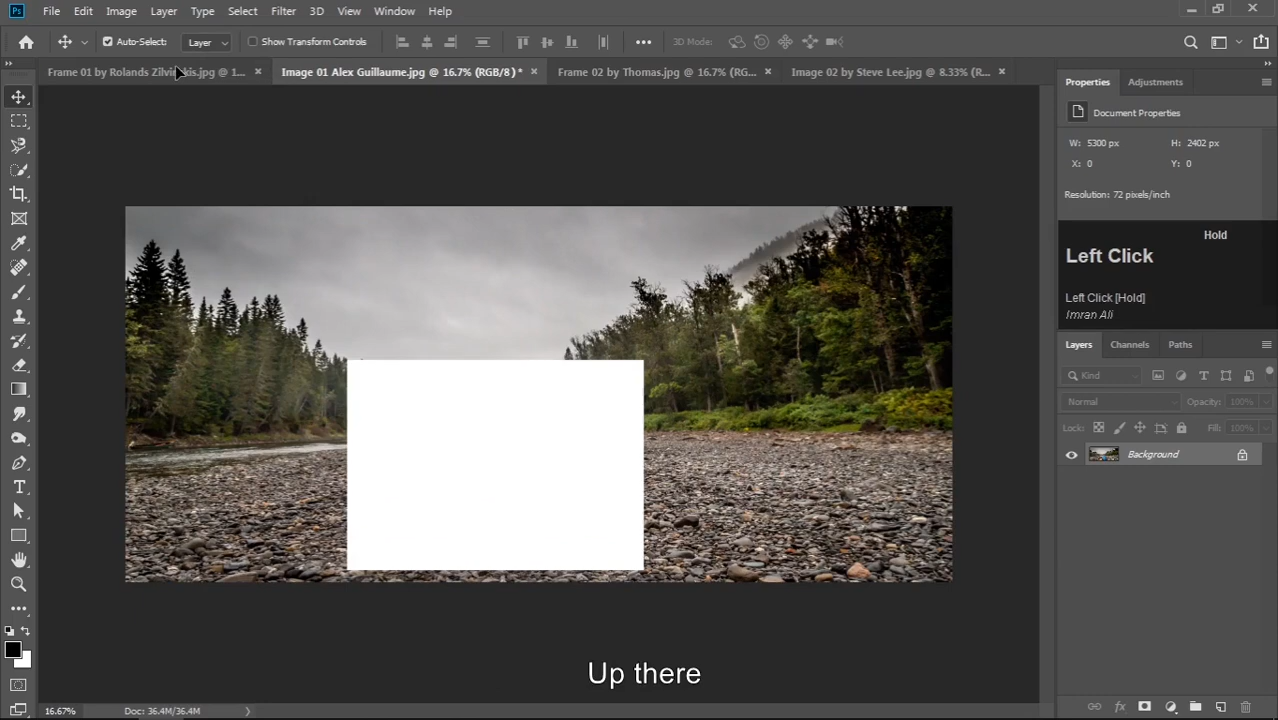 Ps File Edit Image Layer Type Select Filter 3D View Window Help
Auto-Select: Layer Show Transform Controls 3D Mode:
Frame 01 by Rolands Zilvi jpg @ 1... Image 01 Alex Guillaume.jpg @ 16.7% (RGB/8) * Frame 02 by Thomas.jpg @ 16.7% (RG... Image 02 by Steve Lee.jpg @ 8.33% (R...
Properties Adjustments
Document Properties
W: 5300 px H: 2402 px
X: 0 Y: 0
Resolution: 72 pixels/inch
Hold
Left Click
Left Click [Hold]
Imran Ali
Layers Channels Paths
Kind
Normal Opacity: 100%
Lock: Fill: 100%
Background
Up there
16.67% Doc: 36.4M/36.4M